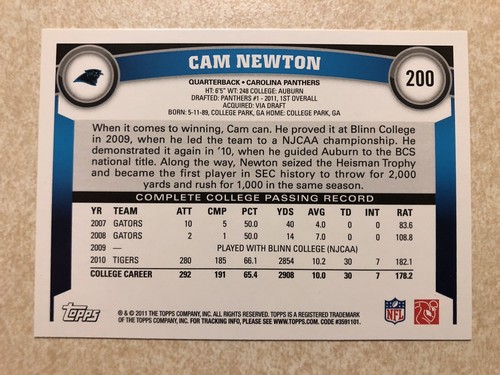 CAM NEWTON
200
QUARTERBACK • CAROLINA PANTHERS
HT: 6'5" WT: 248 COLLEGE: AUBURN
DRAFTED: PANTHERS #1 - 2011, 1ST OVERALL
ACQUIRED: VIA DRAFT
BORN: 5-11-89, COLLEGE PARK, GA HOME: COLLEGE PARK, GA
When it comes to winning, Cam can. He proved it at Blinn College
in 2009, when he led the team to a NJCAA championship. He
demonstrated it again in '10, when he guided Auburn to the BCS
national title. Along the way, Newton seized the Heisman Trophy
and became the first player in SEC history to throw for 2,000
yards and rush for 1,000 in the same season.
COMPLETE COLLEGE PASSING RECORD
YR TEAM ATT CMP PCT YDS AVG TD INT RAT
2007 GATORS 10 5 50.0 40 4.0 0 0 83.6
2008 GATORS 2 1 50.0 14 7.0 0 0 108.8
2009 — PLAYED WITH BLINN COLLEGE (NJCAA)
2010 TIGERS 280 185 66.1 2854 10.2 30 7 182.1
COLLEGE CAREER 292 191 65.4 2908 10.0 30 7 178.2
Topps
® & © 2011 THE TOPPS COMPANY, INC. ALL RIGHTS RESERVED. TOPPS IS A REGISTERED TRADEMARK
OF THE TOPPS COMPANY, INC. FOR TRACKING INFO, PLEASE SEE WWW.TOPPS.COM. CODE #3591101.
NFL